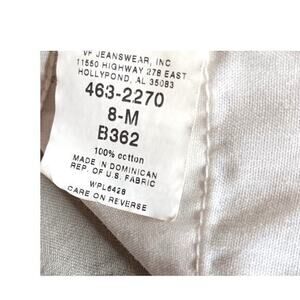 VF JEANSWEAR, INC
11550 HIGHWAY 278 EAST
HOLLYPOND, AL 35083
463-2270
8-M
B362
100% cotton
MADE IN DOMINICAN
REP. OF U.S. FABRIC
WPL6428
CARE ON REVERSE